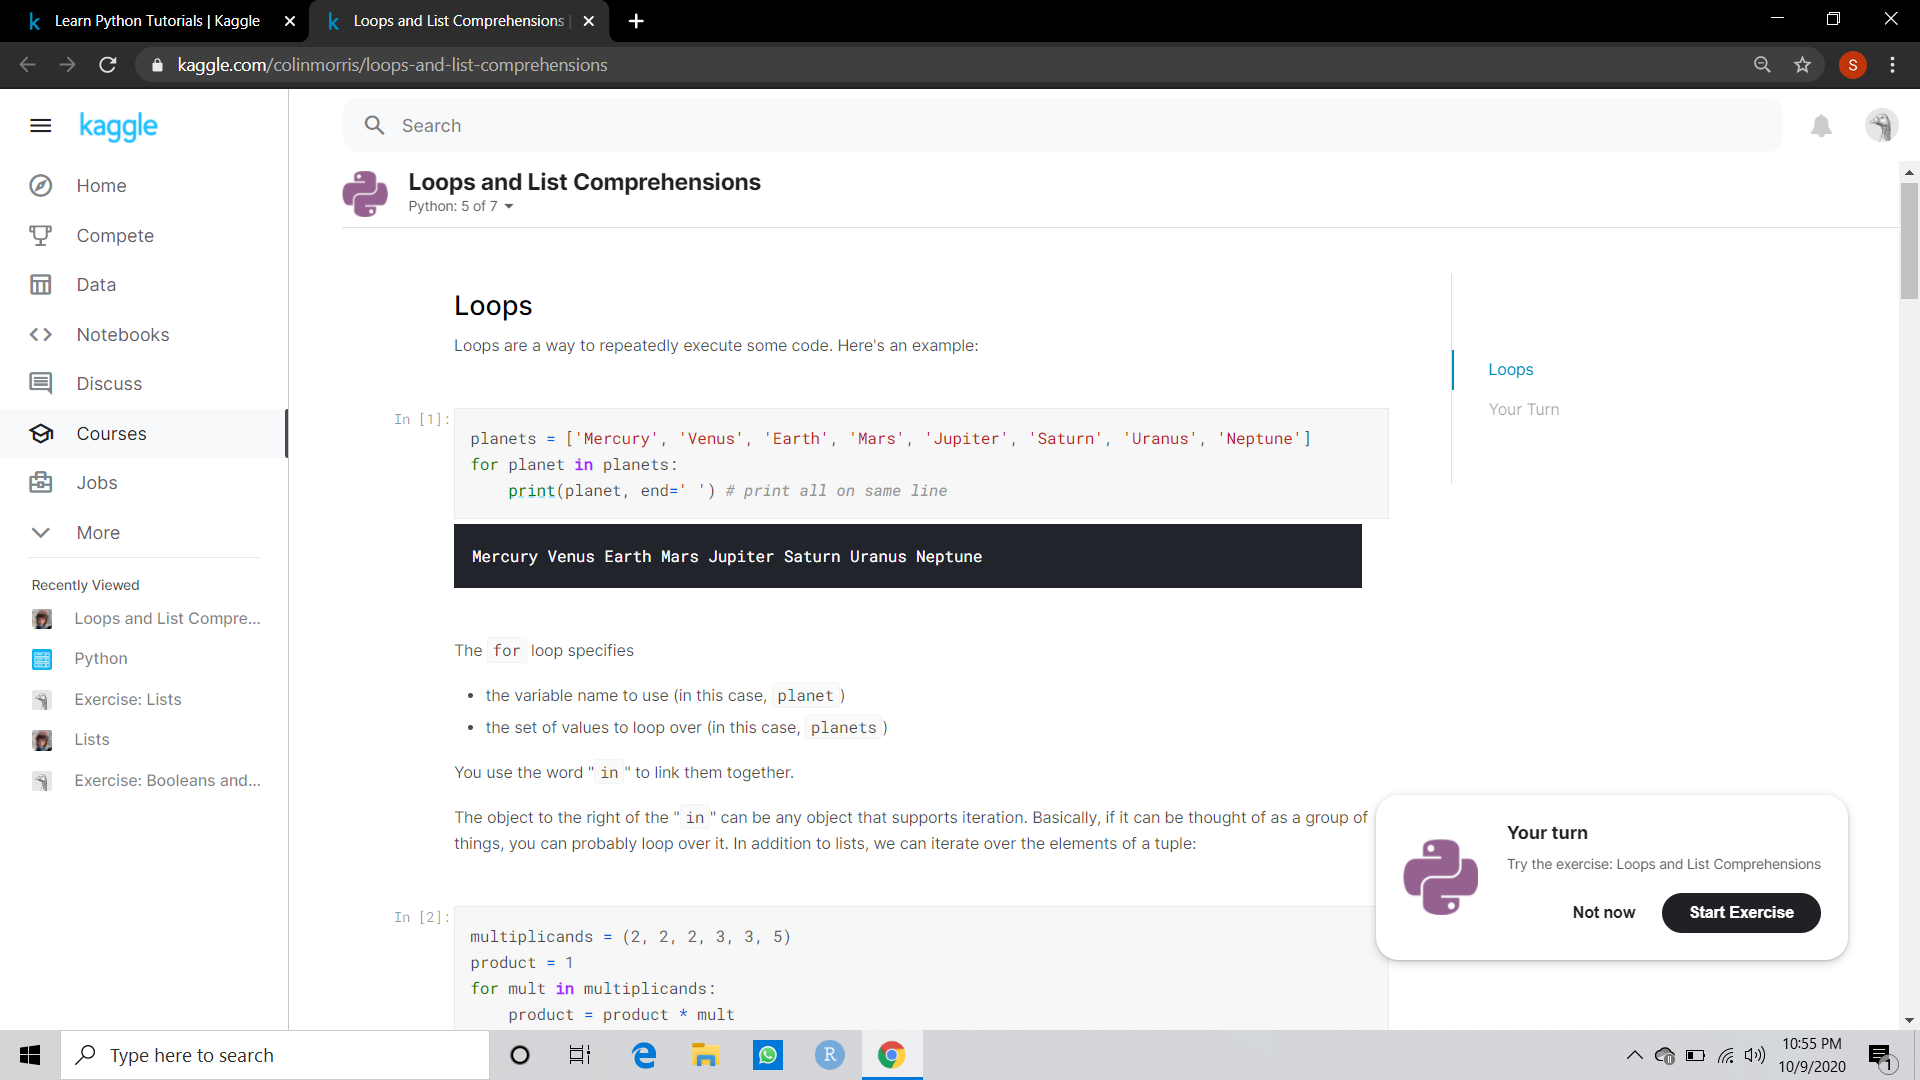 Learn Python Tutorials | Kaggle
Loops and List Comprehensions |
kaggle.com/colinmorris/loops-and-list-comprehensions
S
kaggle
Search
Home
Compete
Data
Notebooks
Discuss
Courses
Jobs
More
Recently Viewed
Loops and List Compre...
Python
Exercise: Lists
Lists
Exercise: Booleans and...
Loops and List Comprehensions
Python: 5 of 7
Loops
Loops are a way to repeatedly execute some code. Here's an example:
In [1]:
planets = ['Mercury', 'Venus', 'Earth', 'Mars', 'Jupiter', 'Saturn', 'Uranus', 'Neptune']
for planet in planets:
    print(planet, end=' ') # print all on same line
Mercury Venus Earth Mars Jupiter Saturn Uranus Neptune
The for loop specifies
• the variable name to use (in this case, planet )
• the set of values to loop over (in this case, planets )
You use the word " in " to link them together.
The object to the right of the " in " can be any object that supports iteration. Basically, if it can be thought of as a group of
things, you can probably loop over it. In addition to lists, we can iterate over the elements of a tuple:
In [2]:
multiplicands = (2, 2, 2, 3, 3, 5)
product = 1
for mult in multiplicands:
    product = product * mult
Loops
Your Turn
Your turn
Try the exercise: Loops and List Comprehensions
Not now
Start Exercise
Type here to search
R
10:55 PM
10/9/2020
1